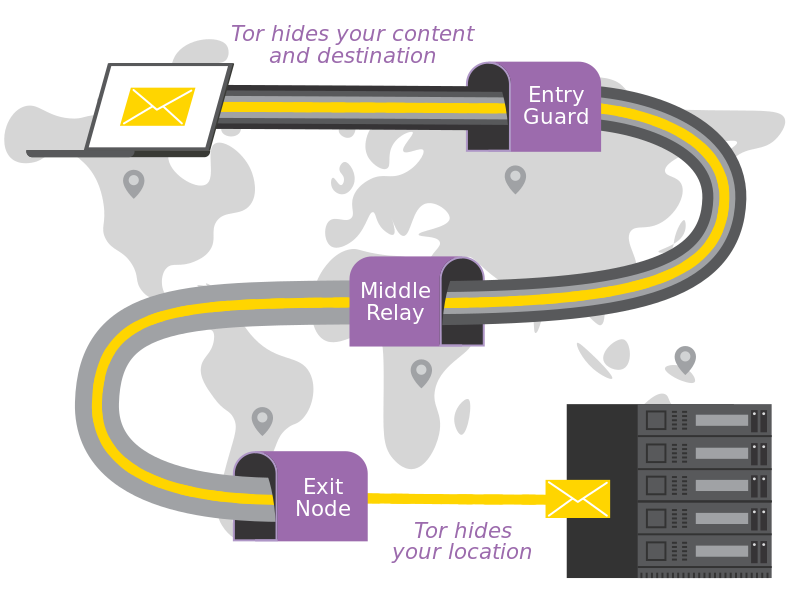 Tor hides your content
and destination
Entry
Guard
Middle
Relay
Exit
Node
Tor hides
your location